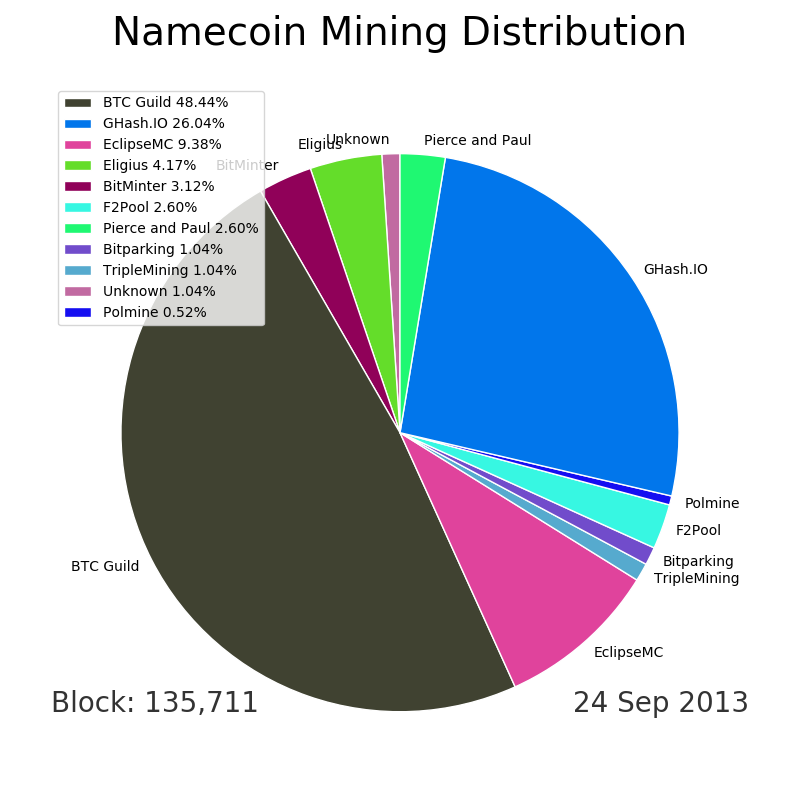 Namecoin Mining Distribution
BTC Guild 48.44%
GHash.IO 26.04%
EclipseMC 9.38%
Eligius 4.17%
BitMinter 3.12%
F2Pool 2.60%
Pierce and Paul 2.60%
Bitparking 1.04%
TripleMining 1.04%
Unknown 1.04%
Polmine 0.52%
Unknown
Pierce and Paul
Eligius
BitMinter
GHash.IO
Polmine
F2Pool
Bitparking
BTC Guild
TripleMining
EclipseMC
Block: 135,711
24 Sep 2013